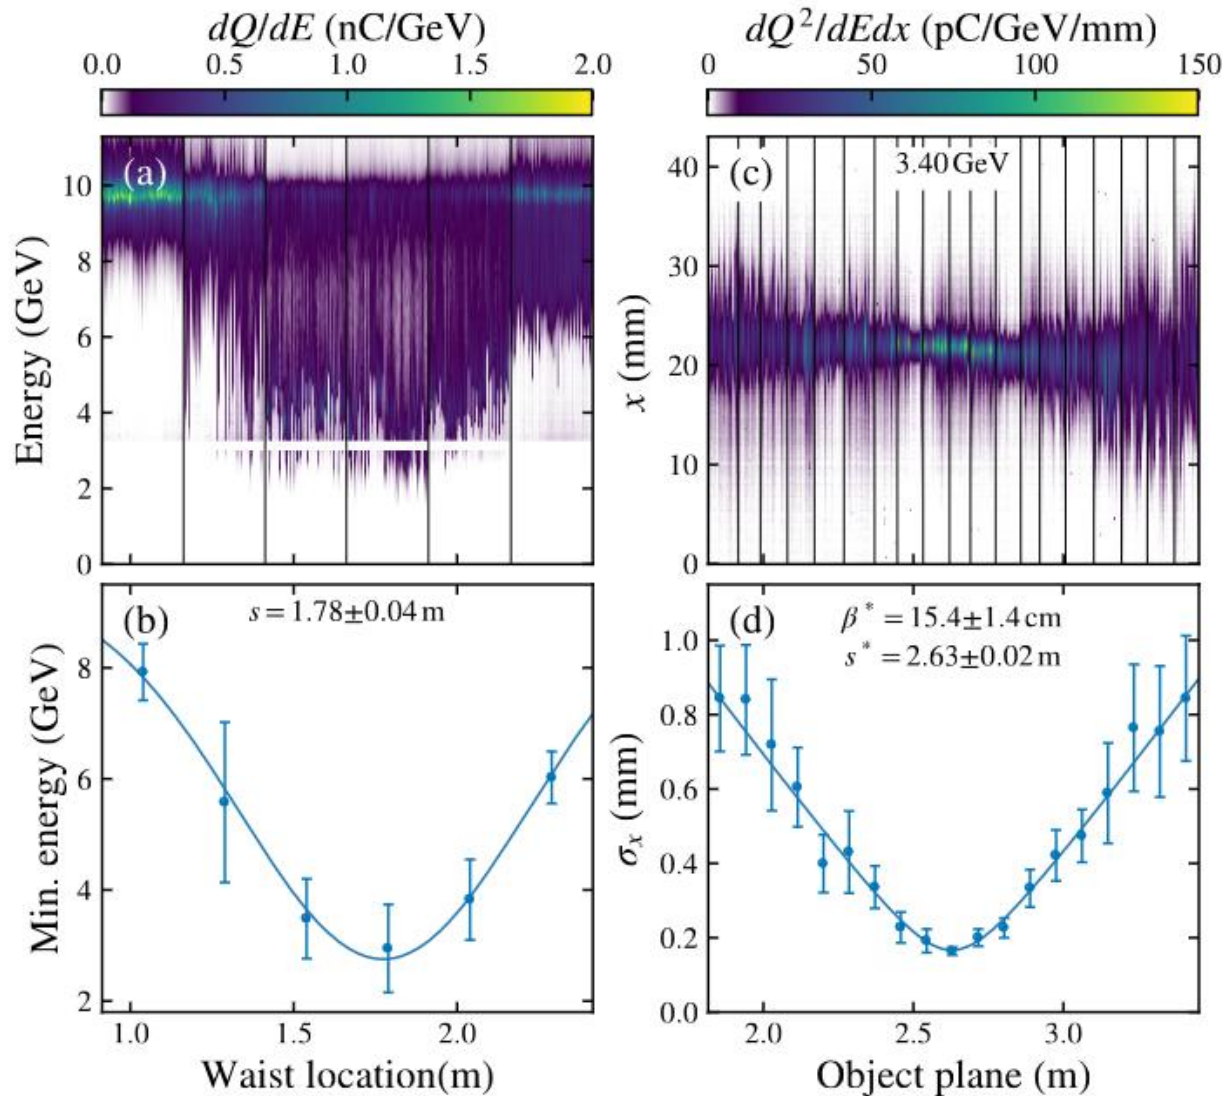 dQ/dE (nC/GeV)
0.0 0.5 1.0 1.5 2.0
dQ²/dEdx (pC/GeV/mm)
0 50 100 150
(a)
Energy (GeV)
10
8
6
4
2
0
(c)
3.40 GeV
x (mm)
40
30
20
10
0
(b)
s = 1.78±0.04 m
Min. energy (GeV)
8
6
4
2
1.0 1.5 2.0
Waist location(m)
(d)
β* = 15.4±1.4 cm
s* = 2.63±0.02 m
σx (mm)
1.0
0.8
0.6
0.4
0.2
0.0
2.0 2.5 3.0
Object plane (m)